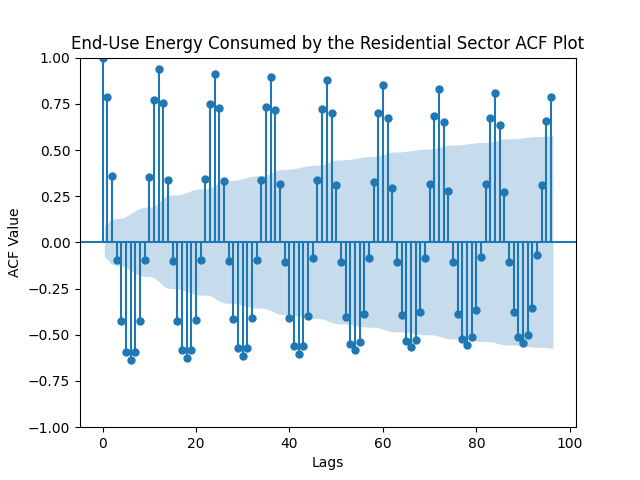 End-Use Energy Consumed by the Residential Sector ACF Plot
1.00
0.75
0.50
0.25
0.00
−0.25
−0.50
−0.75
−1.00
ACF Value
0 20 40 60 80 100
Lags